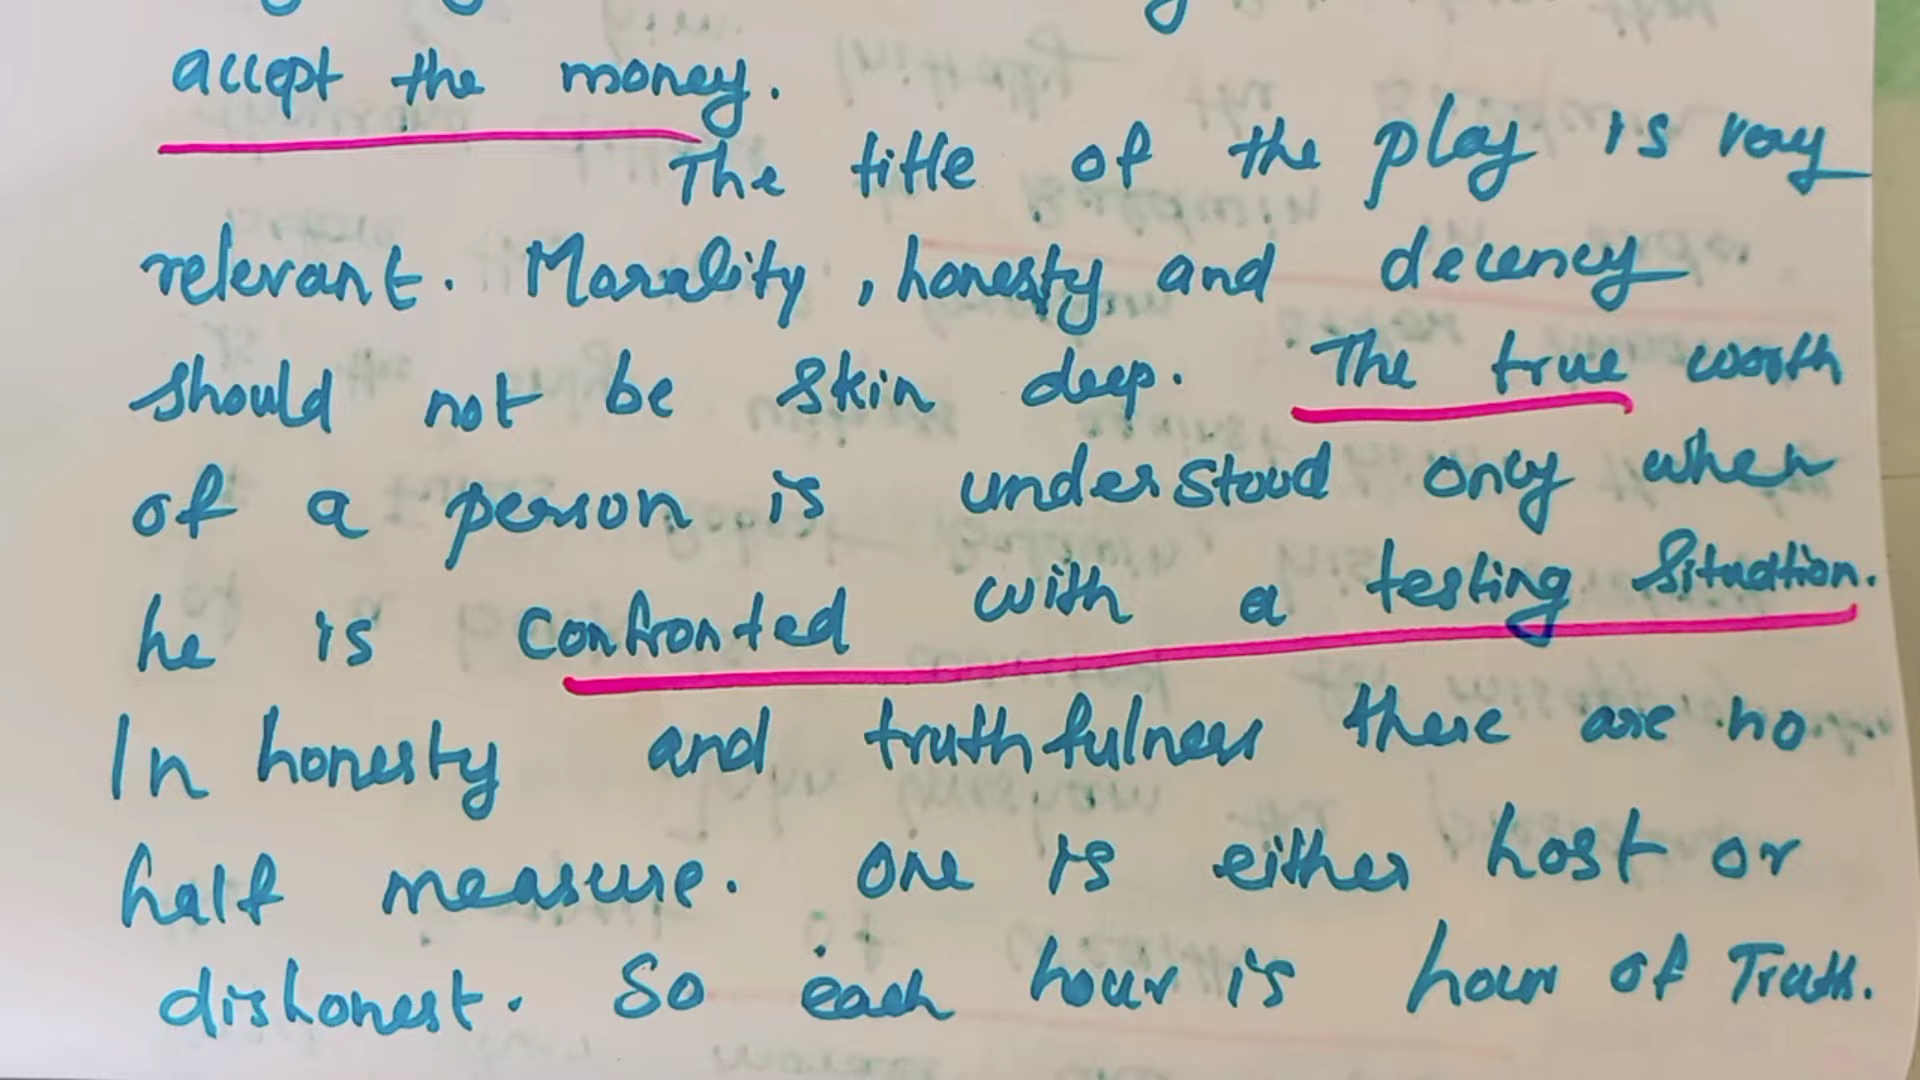 accept the money.
The title of the play is very
relevant. Morality, honesty and decency
should not be skin deep. The true worth
of a person is understood only when
he is confronted with a testing situation.
In honesty and truthfulness there are no
half measure. One is either host or
dishonest. So each hour is hour of Truth.